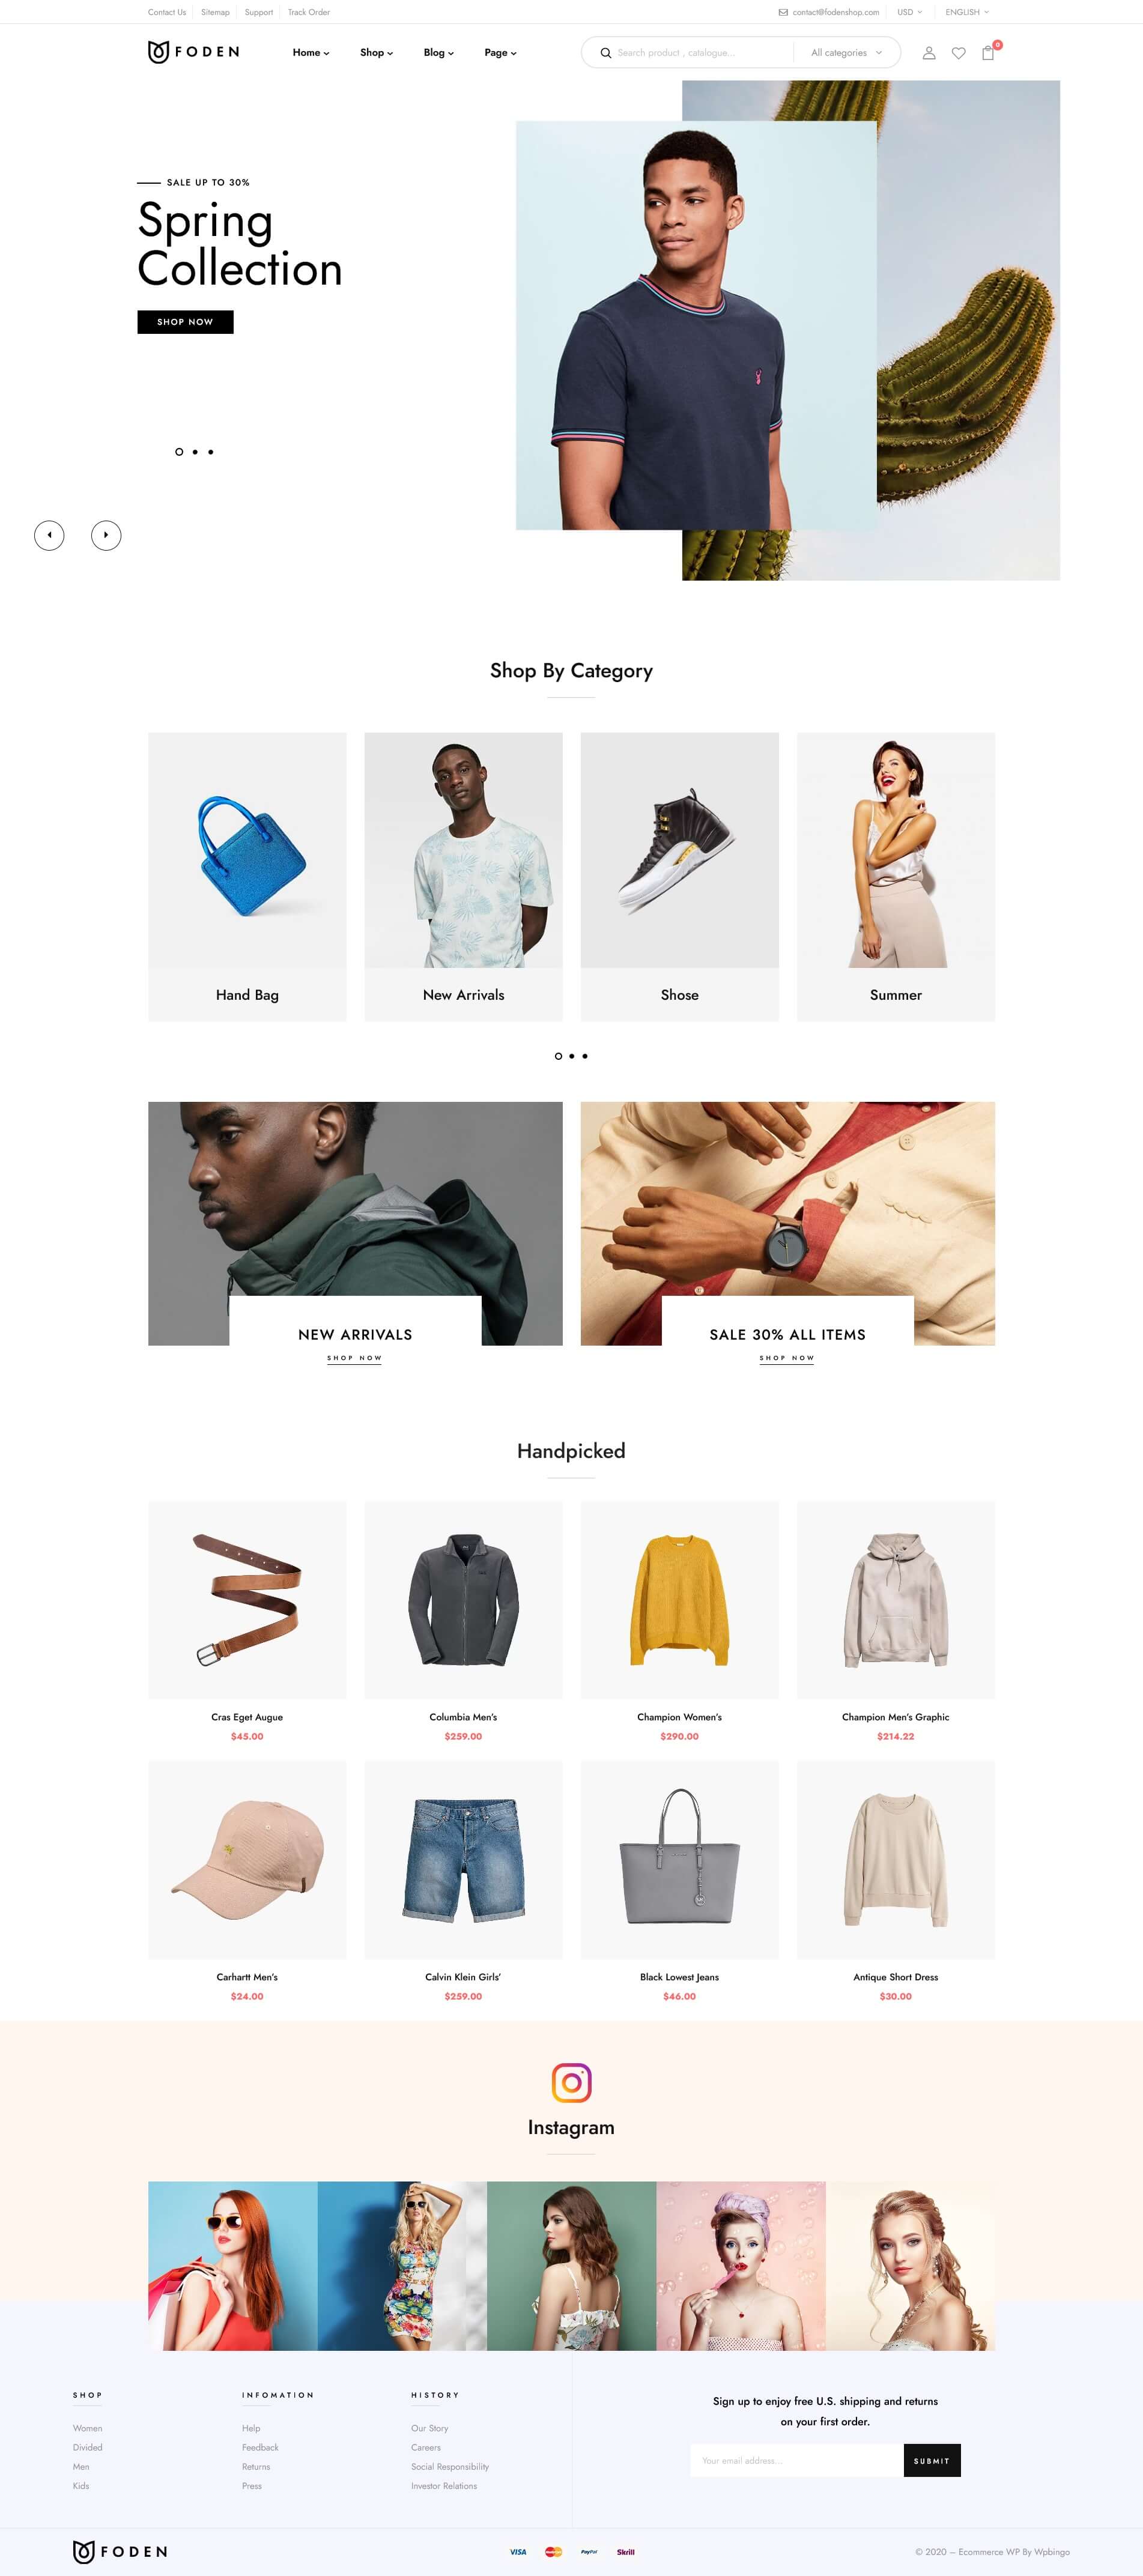 Contact Us Sitemap Support Track Order contact@fodenshop.com USD ENGLISH
FODEN Home Shop Blog Page Search product , catalogue... All categories 0
SALE UP TO 30%
Spring
Collection
SHOP NOW
Shop By Category
Hand Bag New Arrivals Shose Summer
NEW ARRIVALS SALE 30% ALL ITEMS
SHOP NOW SHOP NOW
Handpicked
Cras Eget Augue Columbia Men's Champion Women's Champion Men's Graphic
$45.00 $259.00 $290.00 $214.22
Carhartt Men's Calvin Klein Girls' Black Lowest Jeans Antique Short Dress
$24.00 $259.00 $46.00 $30.00
Instagram
SHOP INFOMATION HISTORY
Women Help Our Story
Divided Feedback Careers
Men Returns Social Responsibility
Kids Press Investor Relations
Sign up to enjoy free U.S. shipping and returns
on your first order.
Your email address... SUBMIT
FODEN VISA PayPal Skrill © 2020 – Ecommerce WP By Wpbingo